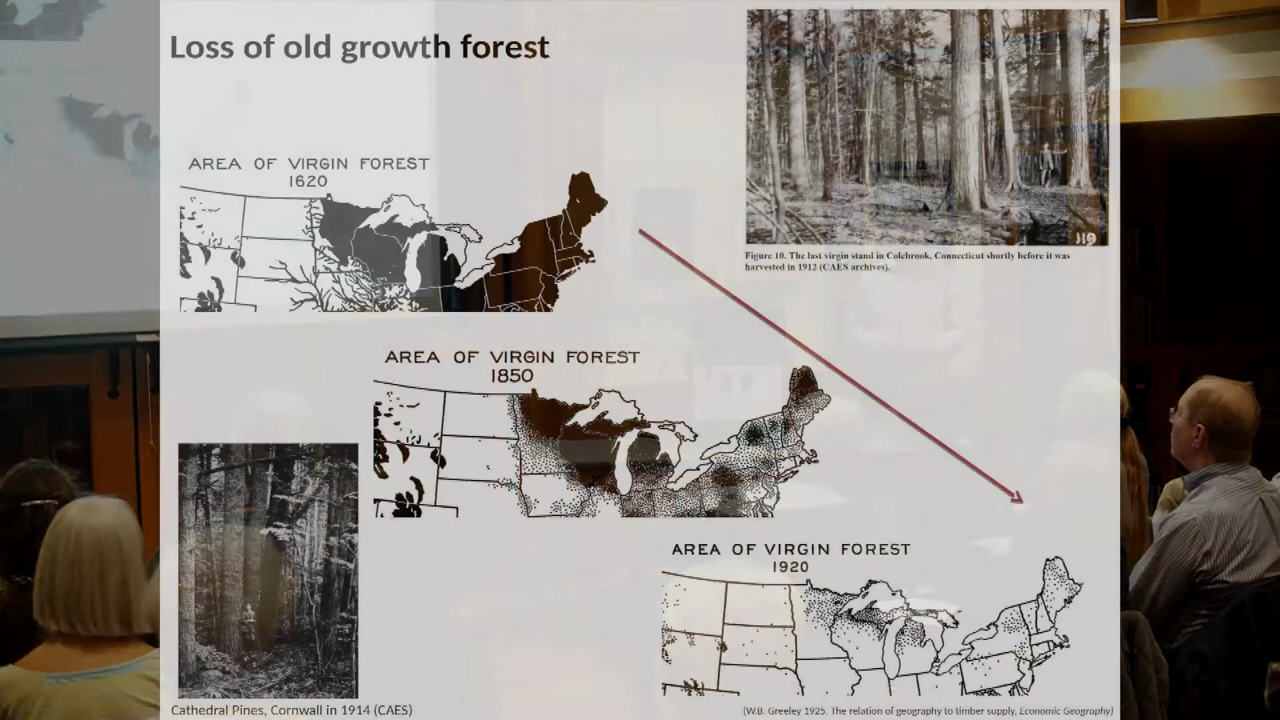 Loss of old growth forest
AREA OF VIRGIN FOREST
1620
119
Figure 10. The last virgin stand in Colebrook, Connecticut shortly before it was
harvested in 1912 (CAES archives).
AREA OF VIRGIN FOREST
1850
AREA OF VIRGIN FOREST
1920
Cathedral Pines, Cornwall in 1914 (CAES)
(W.B. Greeley 1925. The relation of geography to timber supply, Economic Geography)